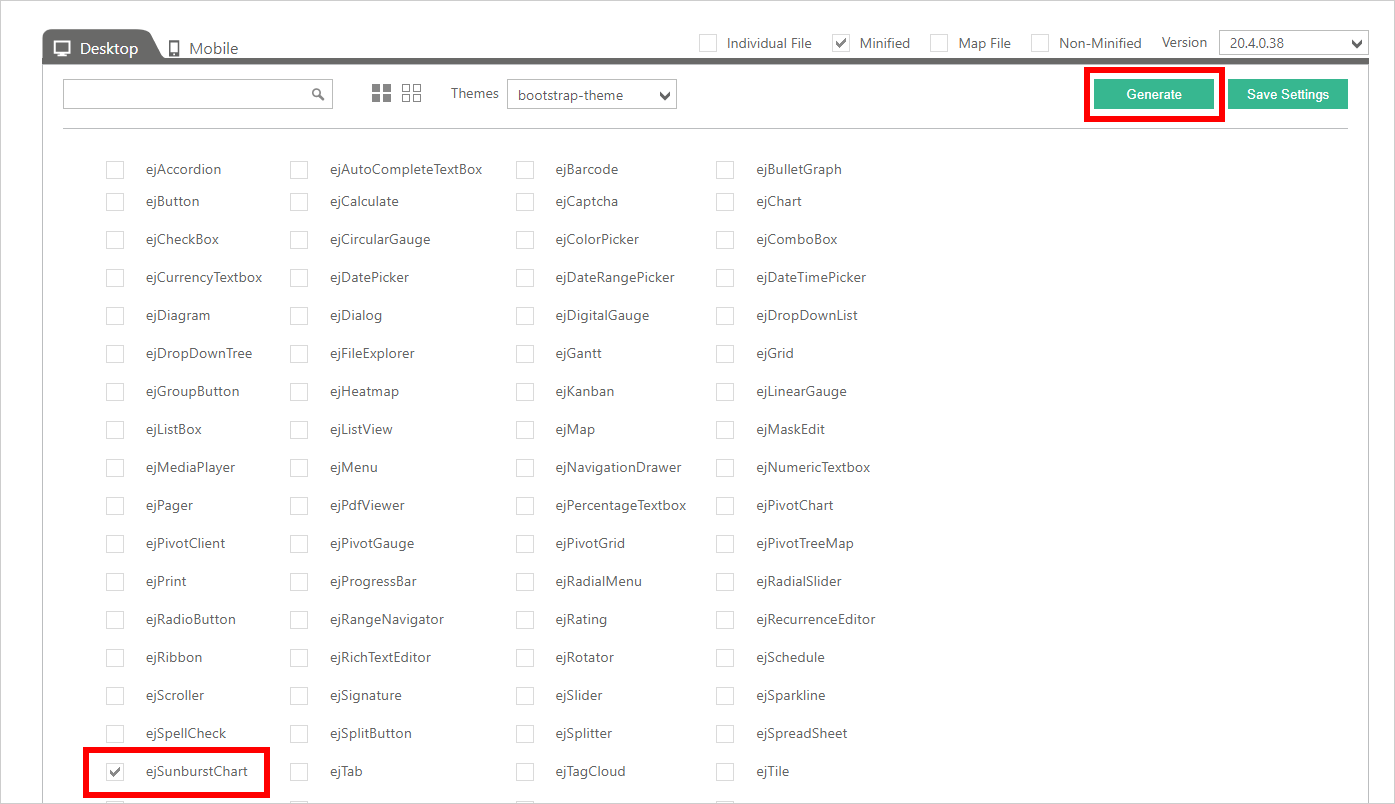 Desktop Mobile Individual File Minified Map File Non-Minified Version 20.4.0.38
Themes bootstrap-theme Generate Save Settings
ejAccordion ejAutoCompleteTextBox ejBarcode ejBulletGraph
ejButton ejCalculate ejCaptcha ejChart
ejCheckBox ejCircularGauge ejColorPicker ejComboBox
ejCurrencyTextbox ejDatePicker ejDateRangePicker ejDateTimePicker
ejDiagram ejDialog ejDigitalGauge ejDropDownList
ejDropDownTree ejFileExplorer ejGantt ejGrid
ejGroupButton ejHeatmap ejKanban ejLinearGauge
ejListBox ejListView ejMap ejMaskEdit
ejMediaPlayer ejMenu ejNavigationDrawer ejNumericTextbox
ejPager ejPdfViewer ejPercentageTextbox ejPivotChart
ejPivotClient ejPivotGauge ejPivotGrid ejPivotTreeMap
ejPrint ejProgressBar ejRadialMenu ejRadialSlider
ejRadioButton ejRangeNavigator ejRating ejRecurrenceEditor
ejRibbon ejRichTextEditor ejRotator ejSchedule
ejScroller ejSignature ejSlider ejSparkline
ejSpellCheck ejSplitButton ejSplitter ejSpreadSheet
ejSunburstChart ejTab ejTagCloud ejTile